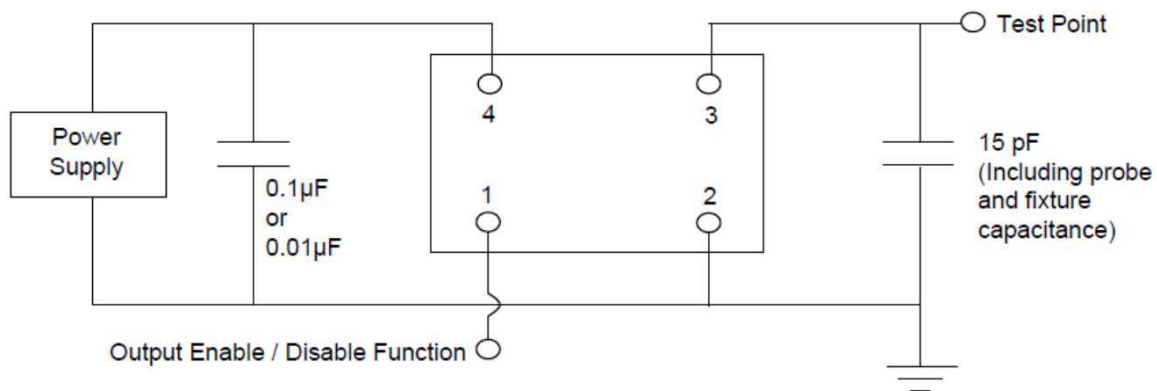 Test Point
4
3
Power
Supply
15 pF
(Including probe
and fixture
capacitance)
0.1µF
or
0.01µF
1
2
Output Enable / Disable Function